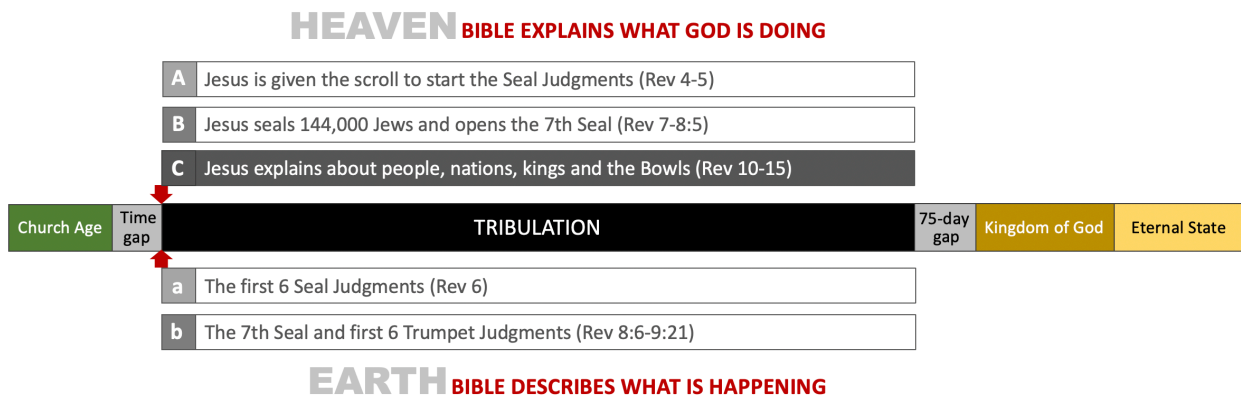 HEAVEN BIBLE EXPLAINS WHAT GOD IS DOING
A Jesus is given the scroll to start the Seal Judgments (Rev 4-5)
B Jesus seals 144,000 Jews and opens the 7th Seal (Rev 7-8:5)
C Jesus explains about people, nations, kings and the Bowls (Rev 10-15)
Church Age
Time
gap
TRIBULATION
75-day
gap
Kingdom of God
Eternal State
a The first 6 Seal Judgments (Rev 6)
b The 7th Seal and first 6 Trumpet Judgments (Rev 8:6-9:21)
EARTH BIBLE DESCRIBES WHAT IS HAPPENING